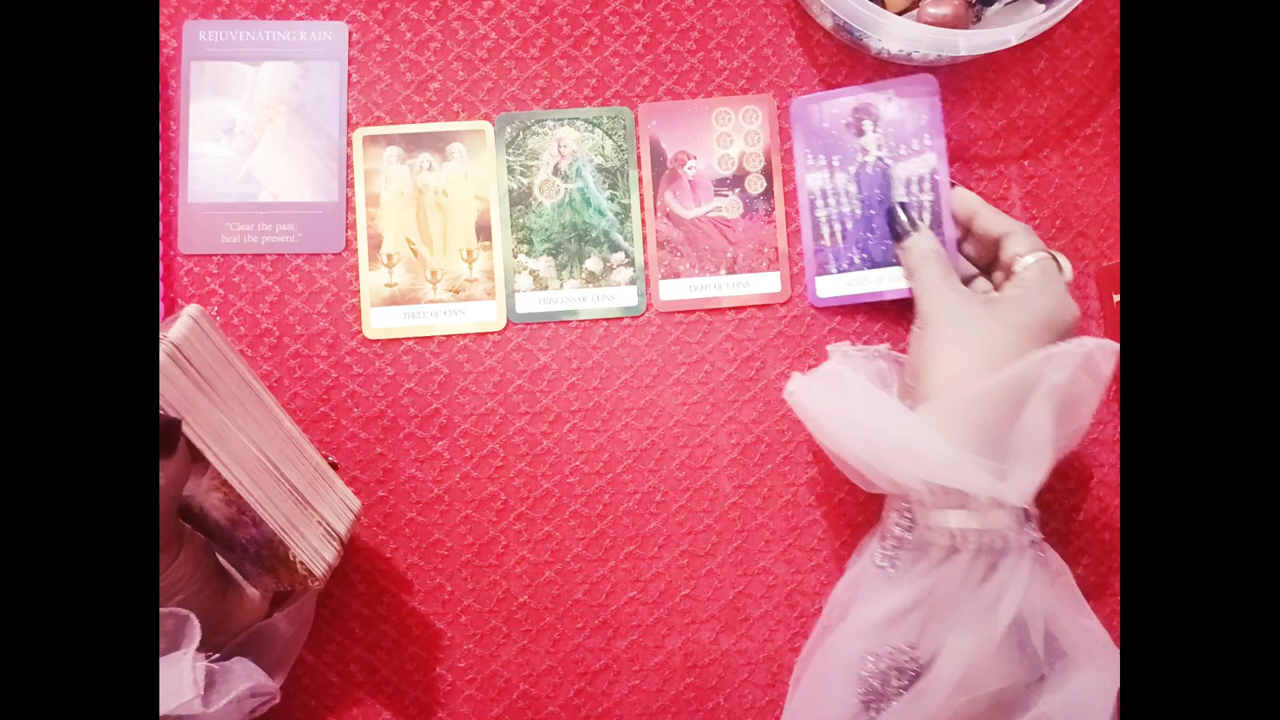 REJUVENATING RAIN
"Clear the past;
heal the present."
THREE OF CUPS
PRINCESS OF COINS
EIGHT OF COINS